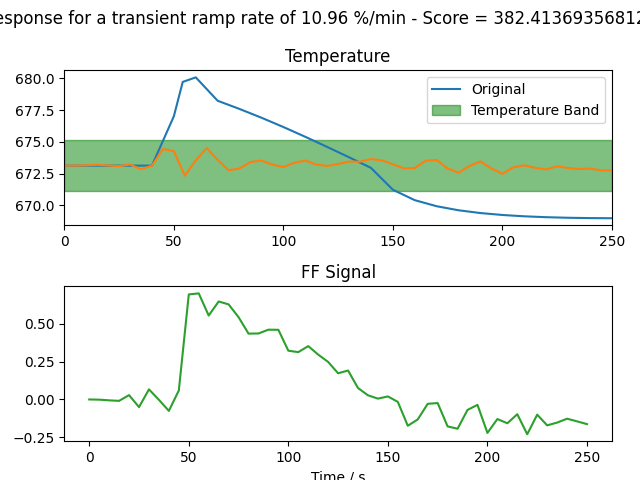 esponse for a transient ramp rate of 10.96 %/min - Score = 382.41369356812
Temperature
680.0
677.5
675.0
672.5
670.0
Original
Temperature Band
0 50 100 150 200 250
FF Signal
0.50
0.25
0.00
−0.25
0 50 100 150 200 250
Time / s